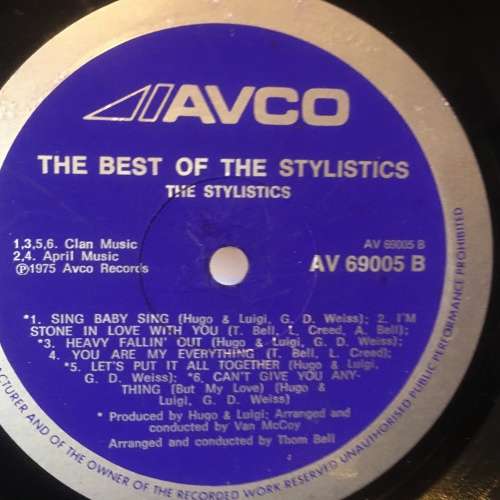 AVCO
THE BEST OF THE STYLISTICS
THE STYLISTICS
1,3,5,6. Clan Music
2,4. April Music
Ⓟ1975 Avco Records
AV 69005 B
AV 69005 B
*1. SING BABY SING (Hugo & Luigi, G. D. Weiss); 2. I'M
STONE IN LOVE WITH YOU (T. Bell, L. Creed, A. Bell);
*3. HEAVY FALLIN' OUT (Hugo & Luigi, G. D. Weiss);
4. YOU ARE MY EVERYTHING (T. Bell, L. Creed);
*5. LET'S PUT IT ALL TOGETHER (Hugo & Luigi,
G. D. Weiss); *6. CAN'T GIVE YOU ANY-
THING (But My Love) (Hugo &
Luigi, G. D. Weiss)
* Produced by Hugo & Luigi; Arranged and
conducted by Van McCoy
Arranged and conducted by Thom Bell
ACTURER AND OF THE OWNER OF THE RECORDED WORK RESERVED UNAUTHORISED PUBLIC PERFORMANCE PROHIBITED